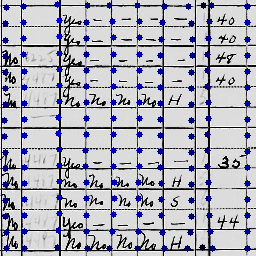 Yes - - - - 40
Yes - - - - 40
No Yes - - - - 48
No Yes - - - - 40
No No No No No H
No Yes - - - - 35
No No No No No H
No No No No No S
No Yes - - - - 44
No No No No No H